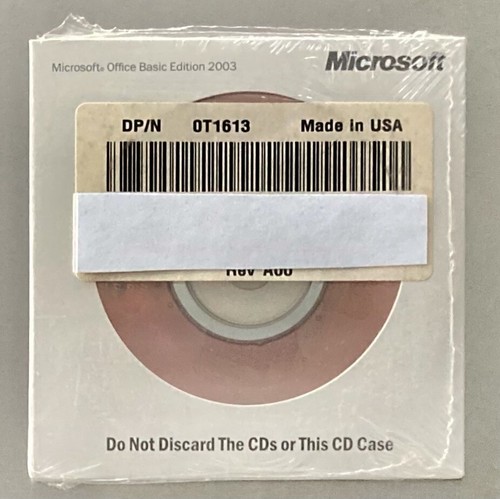 Microsoft® Office Basic Edition 2003
Microsoft
DP/N 0T1613 Made in USA
Rev A00
Do Not Discard The CDs or This CD Case